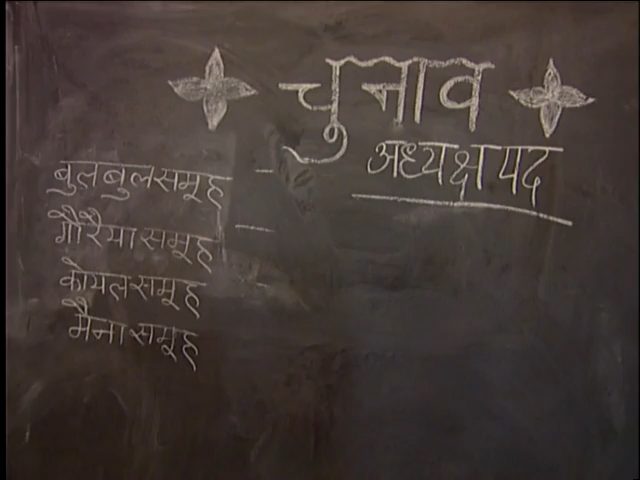 चुनाव
अध्यक्ष पद
बुलबुल समूह —
गौरैया समूह —
कोयल समूह —
मैना समूह